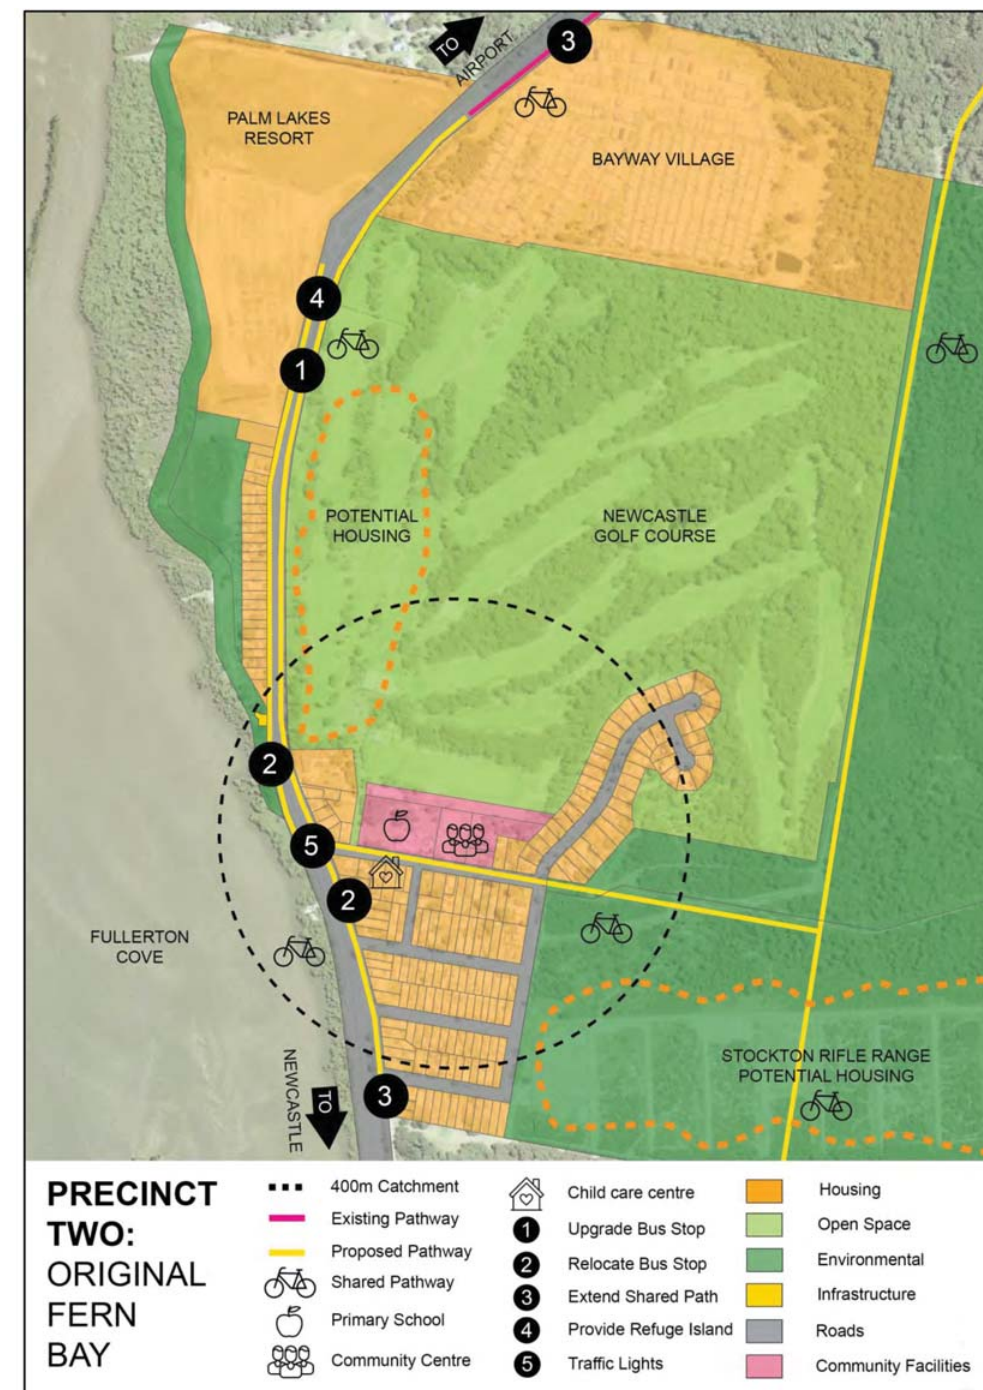 TO
AIRPORT
3
PALM LAKES
RESORT
BAYWAY VILLAGE
4
1
POTENTIAL
HOUSING
NEWCASTLE
GOLF COURSE
2
5
2
FULLERTON
COVE
STOCKTON RIFLE RANGE
POTENTIAL HOUSING
NEWCASTLE
TO
3
PRECINCT
TWO:
ORIGINAL
FERN
BAY
400m Catchment
Existing Pathway
Proposed Pathway
Shared Pathway
Primary School
Community Centre
Child care centre
1 Upgrade Bus Stop
2 Relocate Bus Stop
3 Extend Shared Path
4 Provide Refuge Island
5 Traffic Lights
Housing
Open Space
Environmental
Infrastructure
Roads
Community Facilities